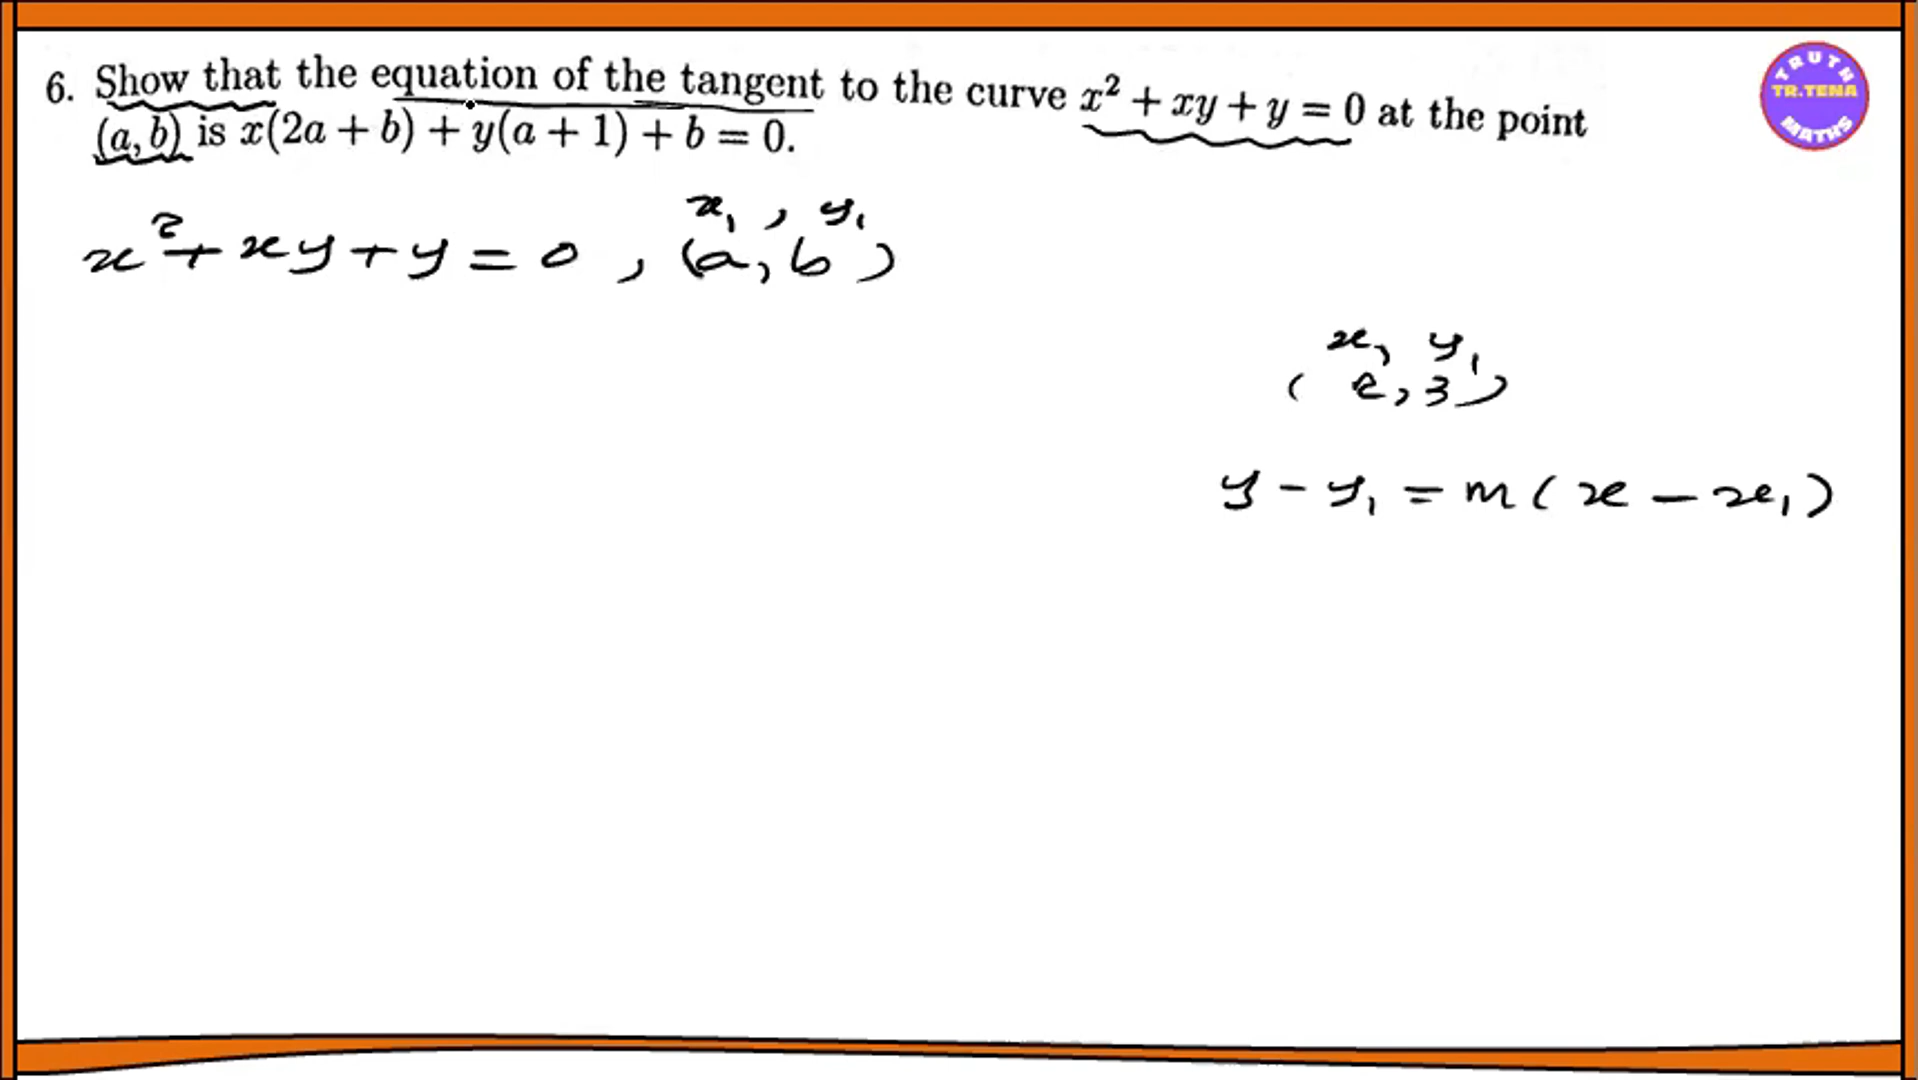 6. Show that the equation of the tangent to the curve x² + xy + y = 0 at the point
(a, b) is x(2a + b) + y(a + 1) + b = 0.
TRUTH
TR.TENA
MATHS
x₁ , y₁
x² + xy + y = 0 , (a, b)
x₁ y₁
( 2, 3 )
y - y₁ = m ( x - x₁ )